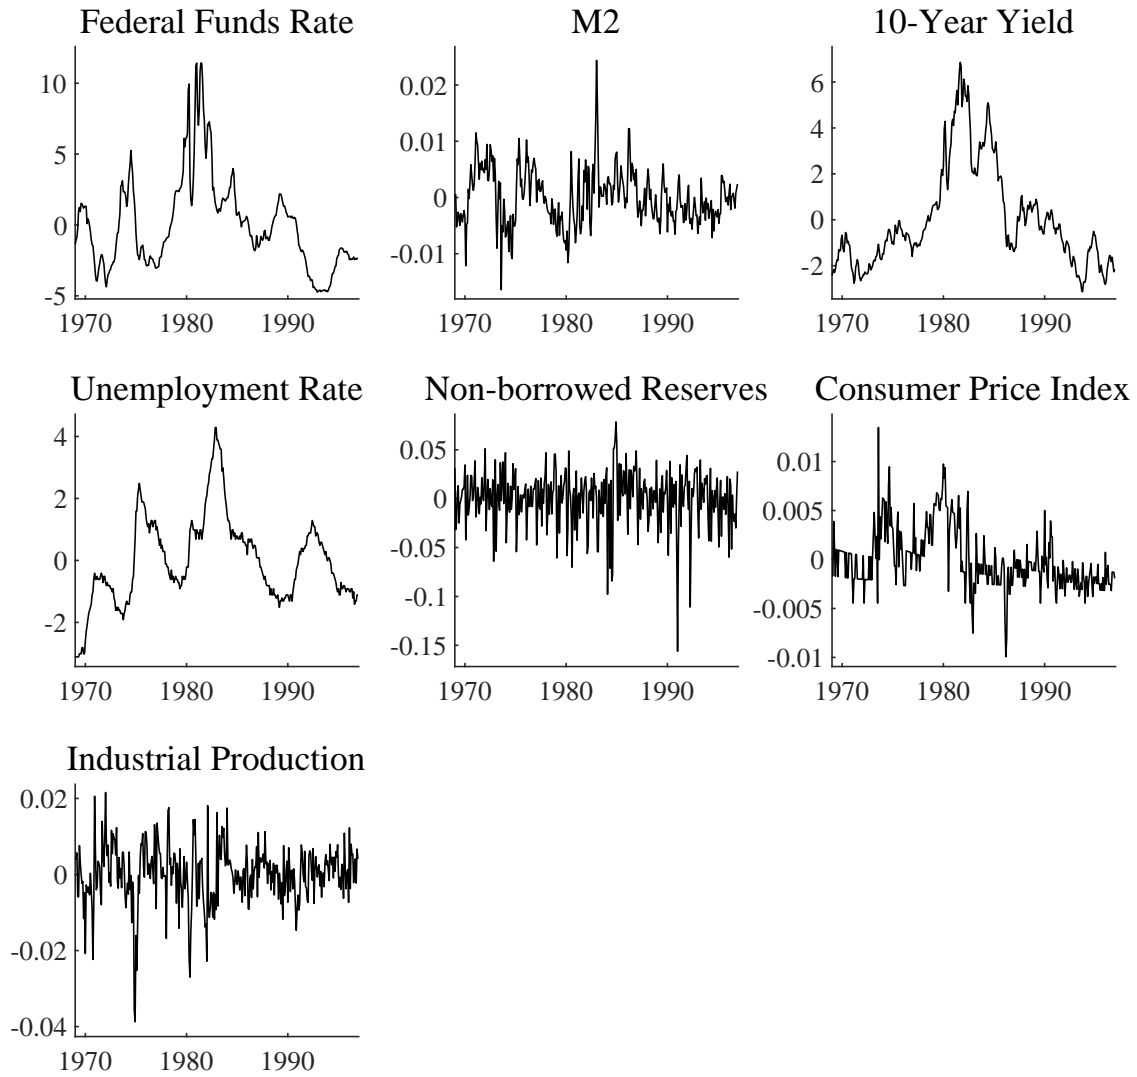 Federal Funds Rate
10
5
0
-5
1970 1980 1990
M2
0.02
0.01
0
-0.01
1970 1980 1990
10-Year Yield
6
4
2
0
-2
1970 1980 1990
Unemployment Rate
4
2
0
-2
1970 1980 1990
Non-borrowed Reserves
0.05
0
-0.05
-0.1
-0.15
1970 1980 1990
Consumer Price Index
0.01
0.005
0
-0.005
-0.01
1970 1980 1990
Industrial Production
0.02
0
-0.02
-0.04
1970 1980 1990